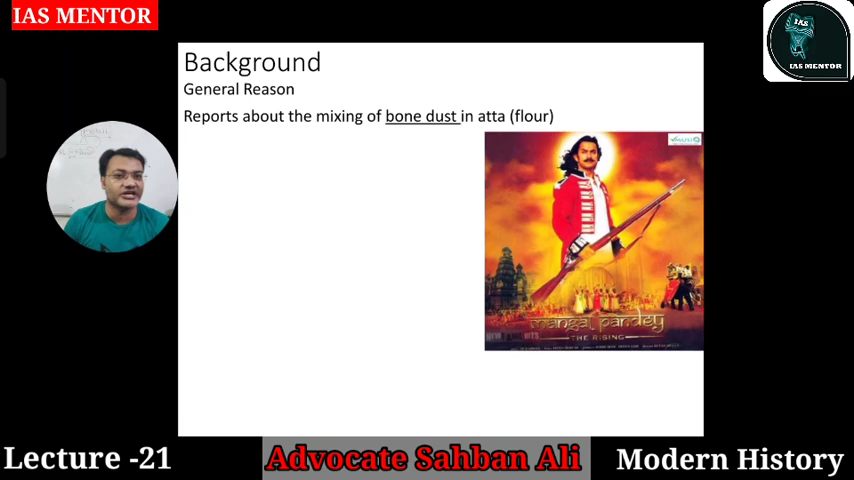 IAS MENTOR
IAS
IAS MENTOR
Background
General Reason
Reports about the mixing of bone dust in atta (flour)
mangal pandey
THE RISING
Lecture -21
Advocate Sahban Ali
Modern History